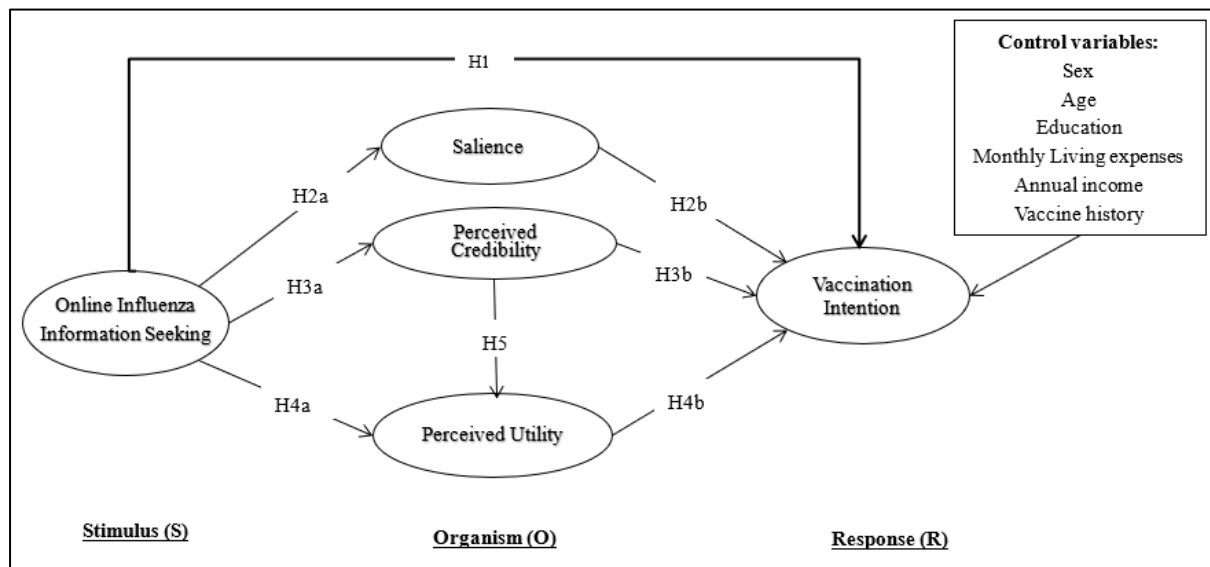 H1
Control variables:
Sex
Age
Education
Monthly Living expenses
Annual income
Vaccine history
Salience
H2a
H2b
Perceived
Credibility
H3a
H3b
Online Influenza
Information Seeking
Vaccination
Intention
H5
H4a
H4b
Perceived Utility
Stimulus (S)
Organism (O)
Response (R)